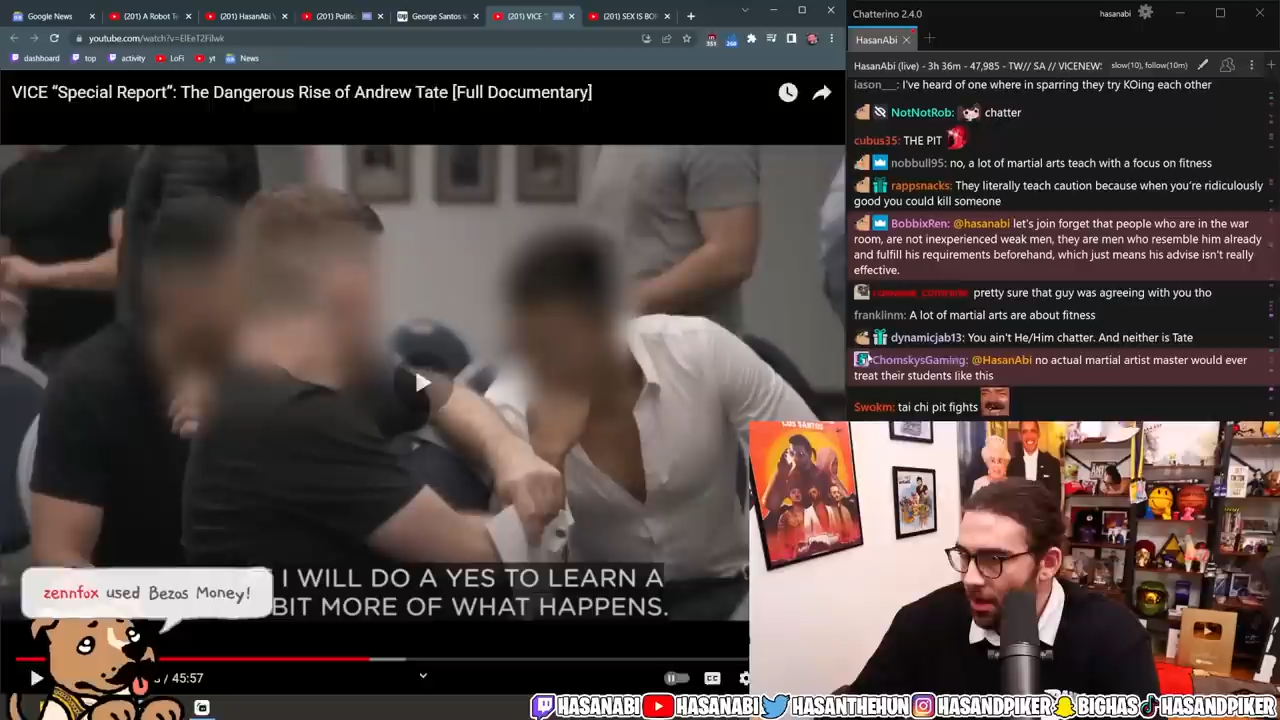 Google News
(201) A Robot T
(201) HasanAbi
(201) Politi
George Santos
(201) VICE "
(201) SEX IS BO
Chatterino 2.4.0
hasanabi
youtube.com/watch?v=ElEeT2Filwk
HasanAbi
dashboard
top
activity
LoFi
yt
News
HasanAbi (live) - 3h 36m - 47,985 - TW// SA // VICENEW:
slow(10), follow(10m)
VICE “Special Report”: The Dangerous Rise of Andrew Tate [Full Documentary]
iason___: I've heard of one where in sparring they try KOing each other
NotNotRob: chatter
cubus35: THE PIT
nobbull95: no, a lot of martial arts teach with a focus on fitness
rappsnacks: They literally teach caution because when you're ridiculously
good you could kill someone
BobbixRen: @hasanabi let's join forget that people who are in the war
room, are not inexperienced weak men, they are men who resemble him already
and fulfill his requirements beforehand, which just means his advise isn't really
effective.
pretty sure that guy was agreeing with you tho
franklinm: A lot of martial arts are about fitness
dynamicjab13: You ain't He/Him chatter. And neither is Tate
ChomskysGaming: @HasanAbi no actual martial artist master would ever
treat their students like this
Swokm: tai chi pit fights
LOS SANTOS
I WILL DO A YES TO LEARN A
BIT MORE OF WHAT HAPPENS.
zennfox used Bezos Money!
/ 45:57
CC
HASANABI
HASANABI
HASANTHEHUN
HASANDPIKER
BIGHAS
HASANDPIKER